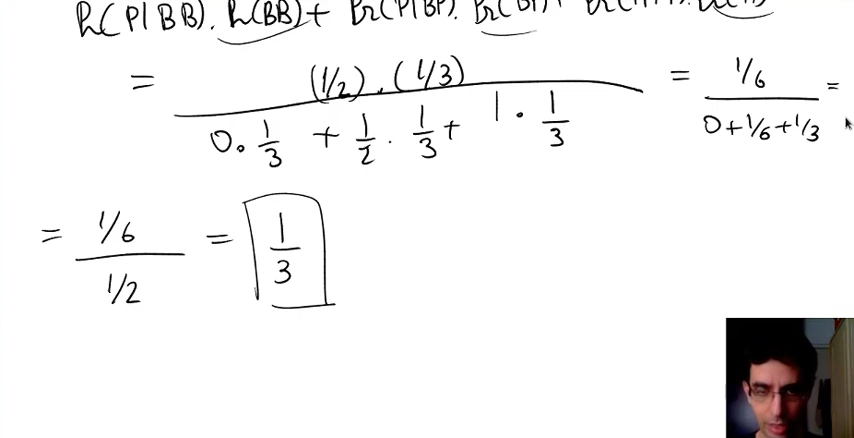 Pr(P|BB). Pr(BB) + Pr(P|BP). Pr(BP) +
= (1/2) . (1/3) / 0. 1/3 + 1/2 . 1/3 + 1 . 1/3 = 1/6 / 0+1/6+1/3 =
= 1/6 / 1/2 = 1/3